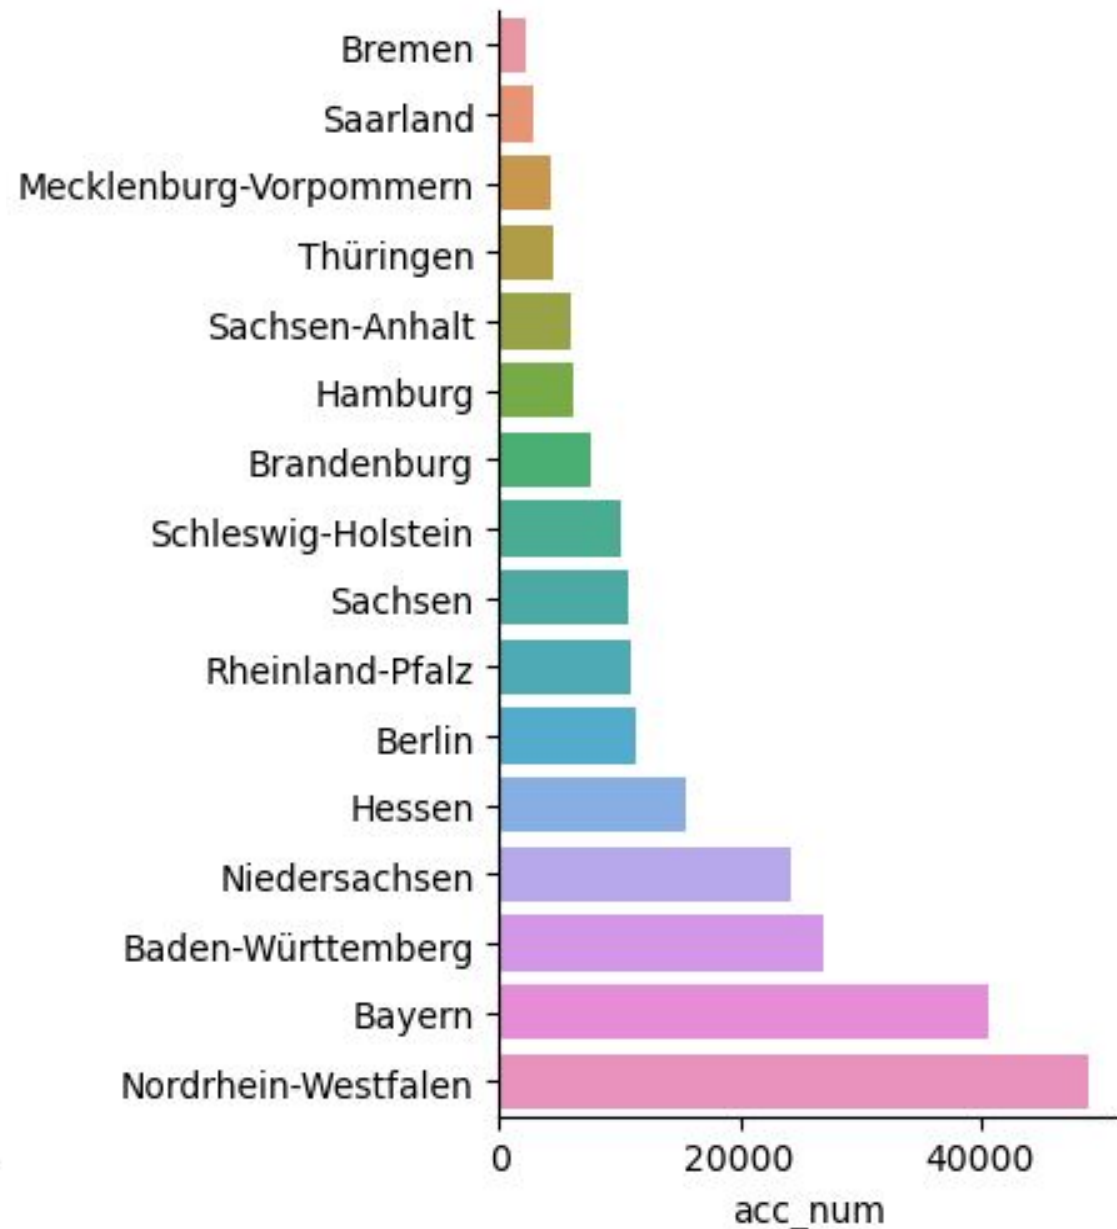 Bremen
Saarland
Mecklenburg-Vorpommern
Thüringen
Sachsen-Anhalt
Hamburg
Brandenburg
Schleswig-Holstein
Sachsen
Rheinland-Pfalz
Berlin
Hessen
Niedersachsen
Baden-Württemberg
Bayern
Nordrhein-Westfalen
0 20000 40000
acc_num